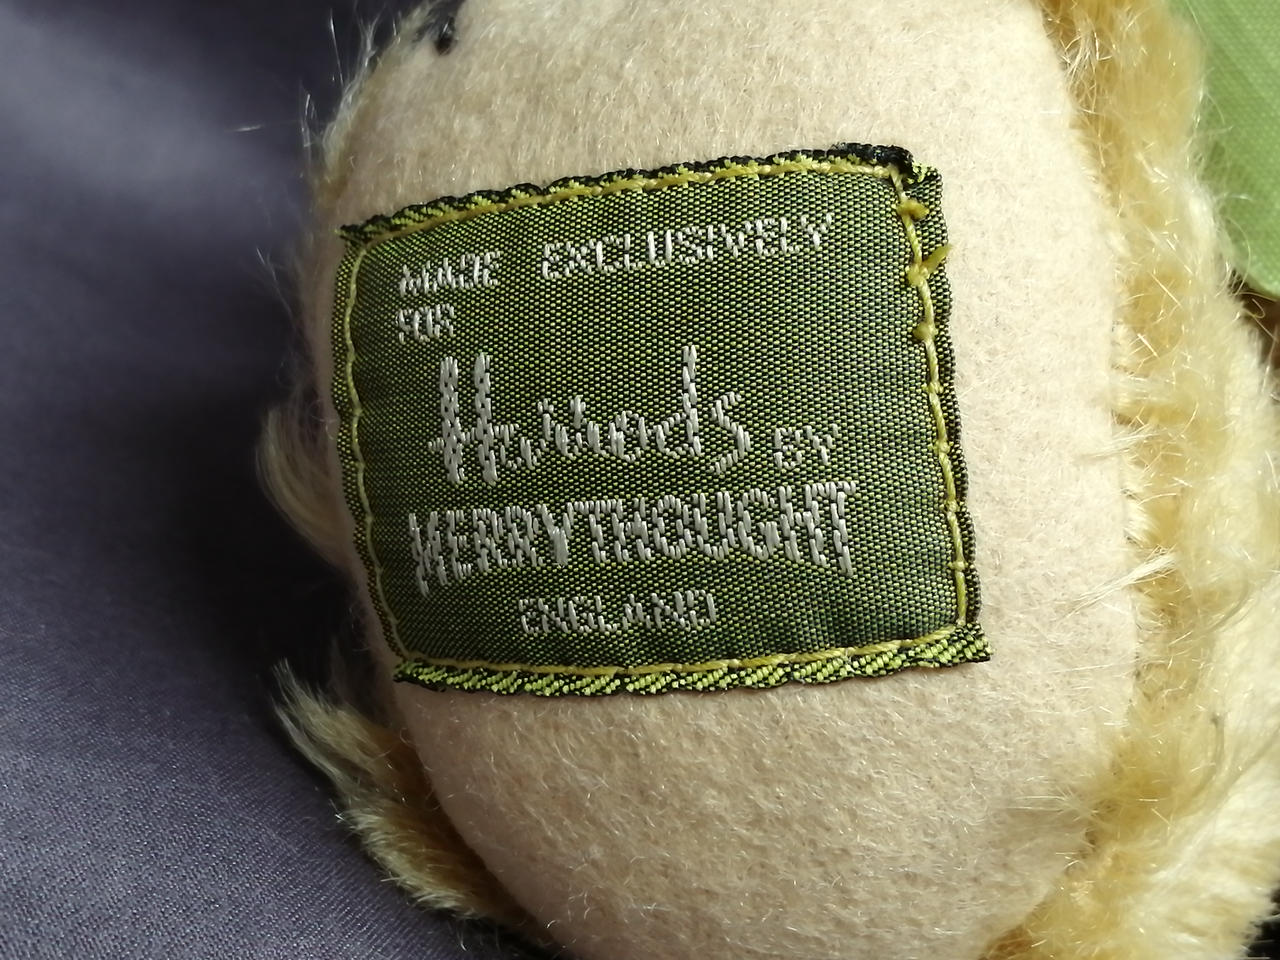 MADE EXCLUSIVELY
FOR
Harrods BY
MERRYTHOUGHT
ENGLAND